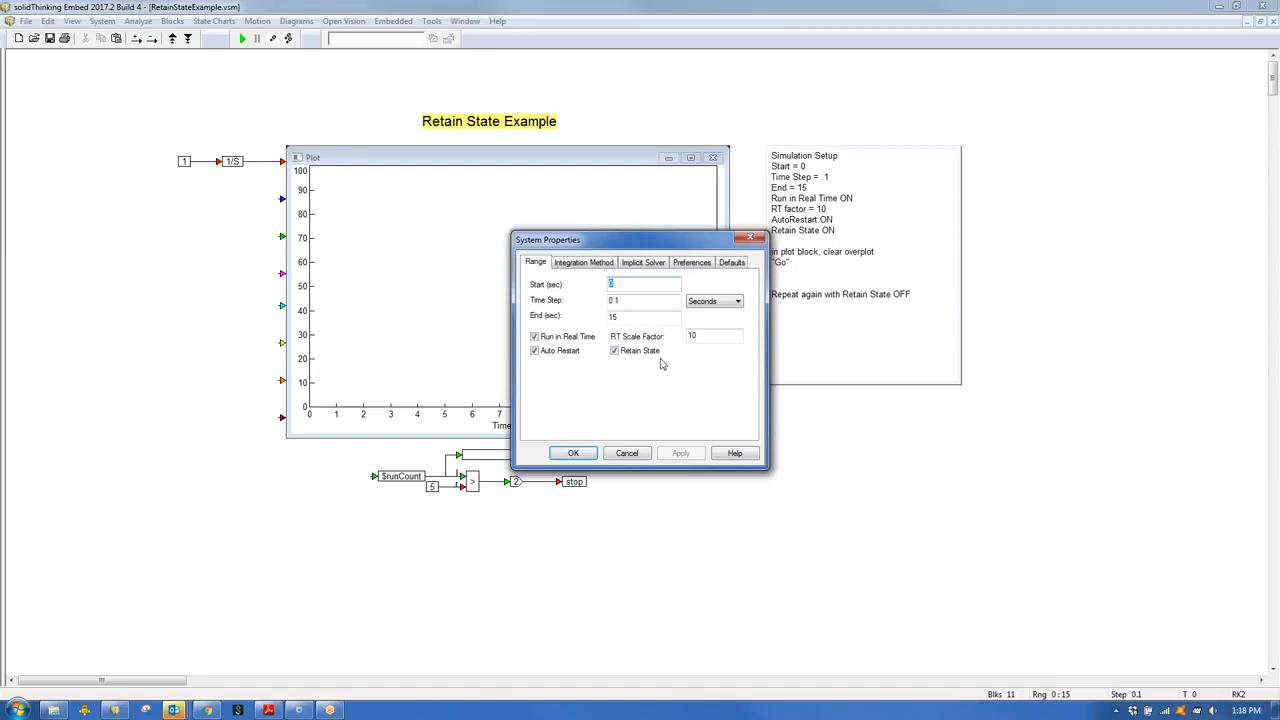 solidThinking Embed 2017.2 Build 4 - [RetainStateExample.vsm]
File Edit View System Analyze Blocks State Charts Motion Diagrams Open Vision Embedded Tools Window Help
Retain State Example
1
1/S
Plot
100
90
80
70
60
50
40
30
20
10
0
0 1 2 3 4 5 6 7
Time
$runCount
5
>
2
stop
Simulation Setup
Start = 0
Time Step = .1
End = 15
Run in Real Time ON
RT factor = 10
AutoRestart ON
Retain State ON
in plot block, clear overplot
"Go"
Repeat again with Retain State OFF
System Properties
Range Integration Method Implicit Solver Preferences Defaults
Start (sec): 0
Time Step: 0.1 Seconds
End (sec): 15
Run in Real Time RT Scale Factor: 10
Auto Restart Retain State
OK Cancel Apply Help
Blks 11 Rng 0:15 Step 0.1 T 0 RK2
1:18 PM